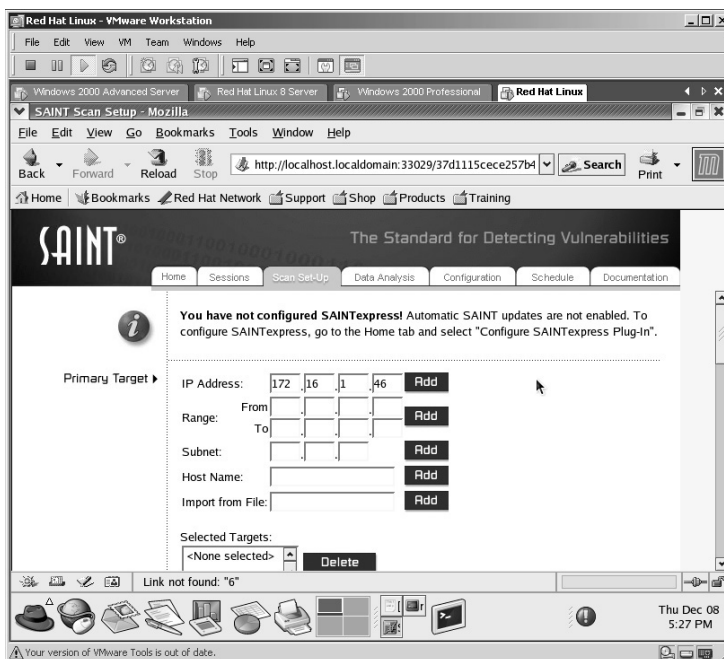 Red Hat Linux - VMware Workstation
File Edit View VM Team Windows Help
Windows 2000 Advanced Server Red Hat Linux 8 Server Windows 2000 Professional Red Hat Linux
SAINT Scan Setup - Mozilla
File Edit View Go Bookmarks Tools Window Help
Back Forward Reload Stop http://localhost.localdomain:33029/37d1115cece257b4 Search Print
Home Bookmarks Red Hat Network Support Shop Products Training
SAINT® The Standard for Detecting Vulnerabilities
Home Sessions Scan Set-Up Data Analysis Configuration Schedule Documentation
You have not configured SAINTexpress! Automatic SAINT updates are not enabled. To
configure SAINTexpress, go to the Home tab and select "Configure SAINTexpress Plug-In".
Primary Target
IP Address: 172 .16 .1 .46 Add
Range: From . . . To . . . Add
Subnet: . . Add
Host Name: Add
Import from File: Add
Selected Targets:
<None selected> Delete
Link not found: "6"
Thu Dec 08
5:27 PM
Your version of VMware Tools is out of date.